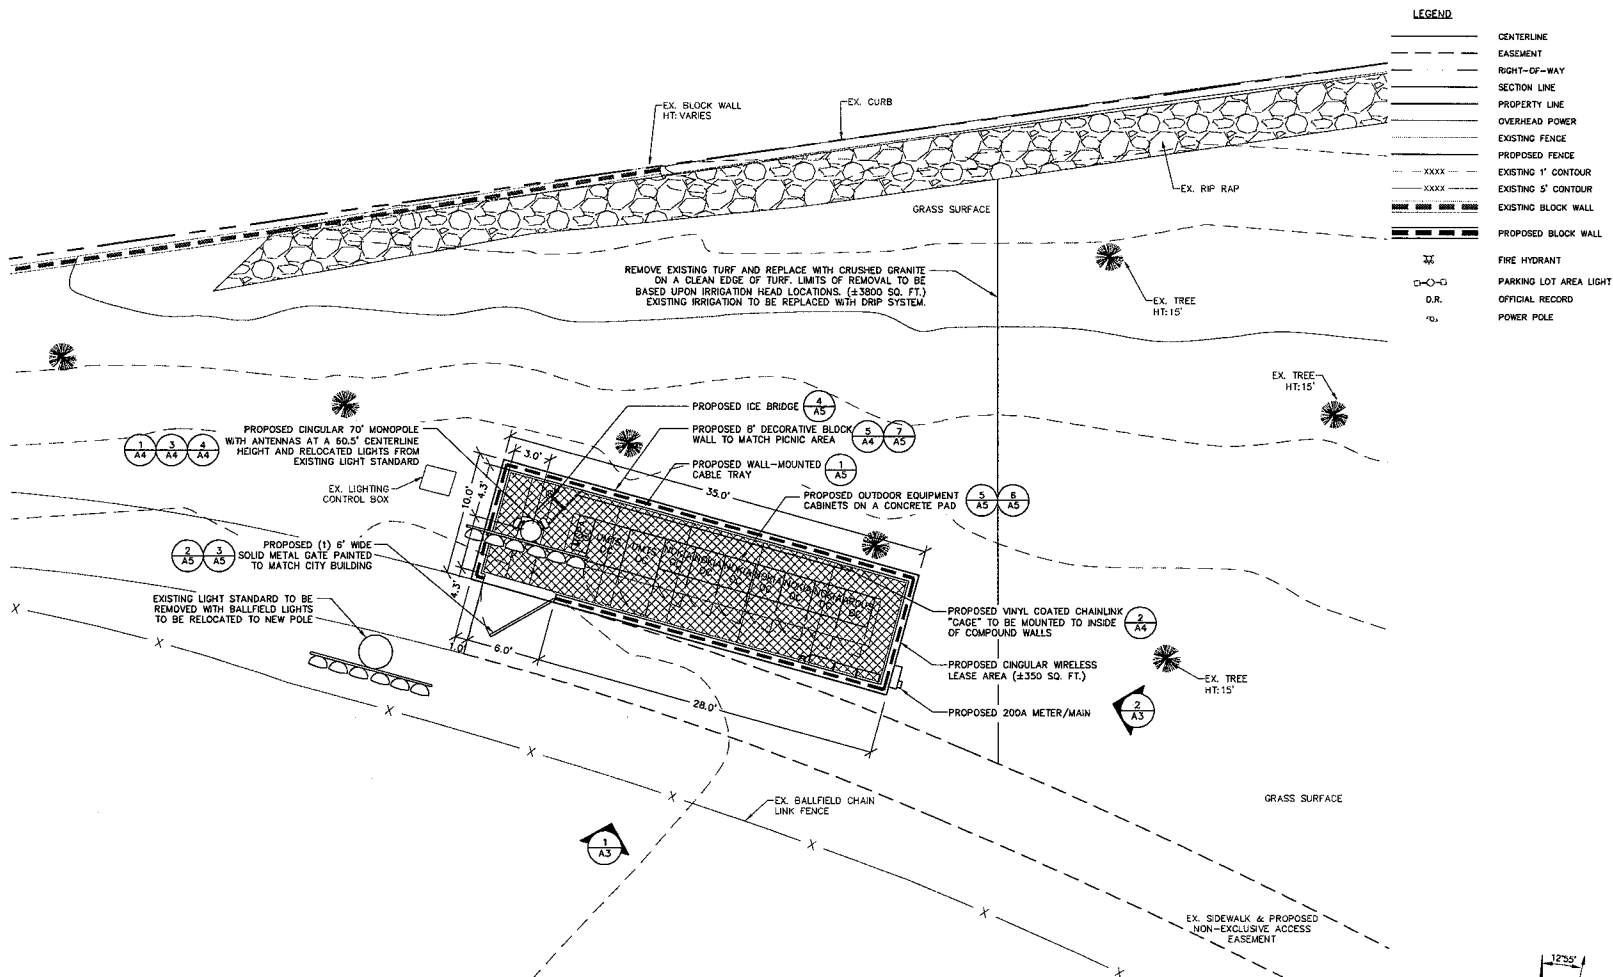 LEGEND
CENTERLINE
EASEMENT
RIGHT-OF-WAY
SECTION LINE
PROPERTY LINE
OVERHEAD POWER
EXISTING FENCE
PROPOSED FENCE
XXXX EXISTING 1' CONTOUR
XXXX EXISTING 5' CONTOUR
EXISTING BLOCK WALL
PROPOSED BLOCK WALL
FIRE HYDRANT
PARKING LOT AREA LIGHT
O.R. OFFICIAL RECORD
POWER POLE
EX. BLOCK WALL
HT: VARIES
EX. CURB
EX. RIP RAP
GRASS SURFACE
REMOVE EXISTING TURF AND REPLACE WITH CRUSHED GRANITE
ON A CLEAN EDGE OF TURF. LIMITS OF REMOVAL TO BE
BASED UPON IRRIGATION HEAD LOCATIONS. (±3800 SQ. FT.)
EXISTING IRRIGATION TO BE REPLACED WITH DRIP SYSTEM.
EX. TREE
HT: 15'
EX. TREE
HT: 15'
PROPOSED ICE BRIDGE
4
A5
PROPOSED 8' DECORATIVE BLOCK
WALL TO MATCH PICNIC AREA
5 7
A4 A5
PROPOSED WALL-MOUNTED
CABLE TRAY
1
A5
PROPOSED OUTDOOR EQUIPMENT
CABINETS ON A CONCRETE PAD
5 6
A5 A5
1 3 4
A4 A4 A4
PROPOSED CINGULAR 70' MONOPOLE
WITH ANTENNAS AT A 60.5' CENTERLINE
HEIGHT AND RELOCATED LIGHTS FROM
EXISTING LIGHT STANDARD
EX. LIGHTING
CONTROL BOX
2 3
A5 A5
PROPOSED (1) 6' WIDE
SOLID METAL GATE PAINTED
TO MATCH CITY BUILDING
EXISTING LIGHT STANDARD TO BE
REMOVED WITH BALLFIELD LIGHTS
TO BE RELOCATED TO NEW POLE
3.0'
35.0'
10.0'
4.3'
4.3'
1.0'
6.0'
28.0'
PROPOSED VINYL COATED CHAINLINK
"CAGE" TO BE MOUNTED TO INSIDE
OF COMPOUND WALLS
2
A4
PROPOSED CINGULAR WIRELESS
LEASE AREA (±350 SQ. FT.)
PROPOSED 200A METER/MAIN
2
A3
EX. TREE
HT: 15'
X
X
X
X
X
X
X
X
EX. BALLFIELD CHAIN
LINK FENCE
1
A3
GRASS SURFACE
EX. SIDEWALK & PROPOSED
NON-EXCLUSIVE ACCESS
EASEMENT